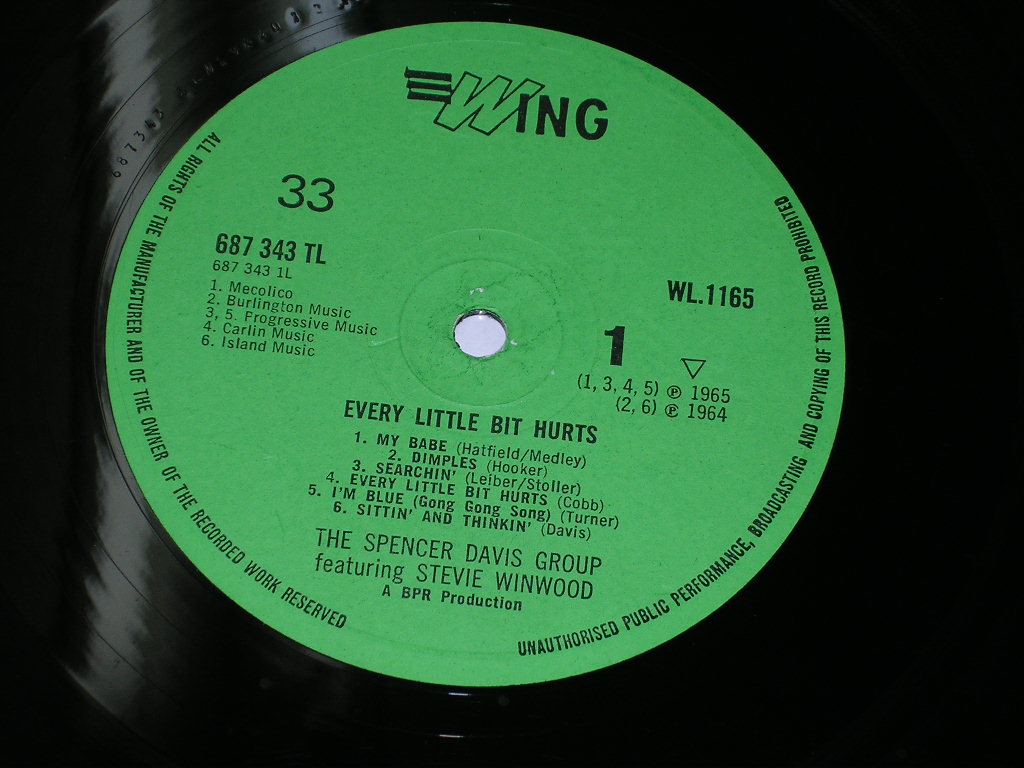 WING
33
687 343 TL
687 343 1L
1. Mecolico
2. Burlington Music
3, 5. Progressive Music
4. Carlin Music
6. Island Music
WL.1165
1
(1, 3, 4, 5) ℗ 1965
(2, 6) ℗ 1964
EVERY LITTLE BIT HURTS
1. MY BABE (Hatfield/Medley)
2. DIMPLES (Hooker)
3. SEARCHIN' (Leiber/Stoller)
4. EVERY LITTLE BIT HURTS (Cobb)
5. I'M BLUE (Gong Gong Song) (Turner)
6. SITTIN' AND THINKIN' (Davis)
THE SPENCER DAVIS GROUP
featuring STEVIE WINWOOD
A BPR Production
ALL RIGHTS OF THE MANUFACTURER AND OF THE OWNER OF THE RECORDED WORK RESERVED
UNAUTHORISED PUBLIC PERFORMANCE, BROADCASTING AND COPYING OF THIS RECORD PROHIBITED
687343